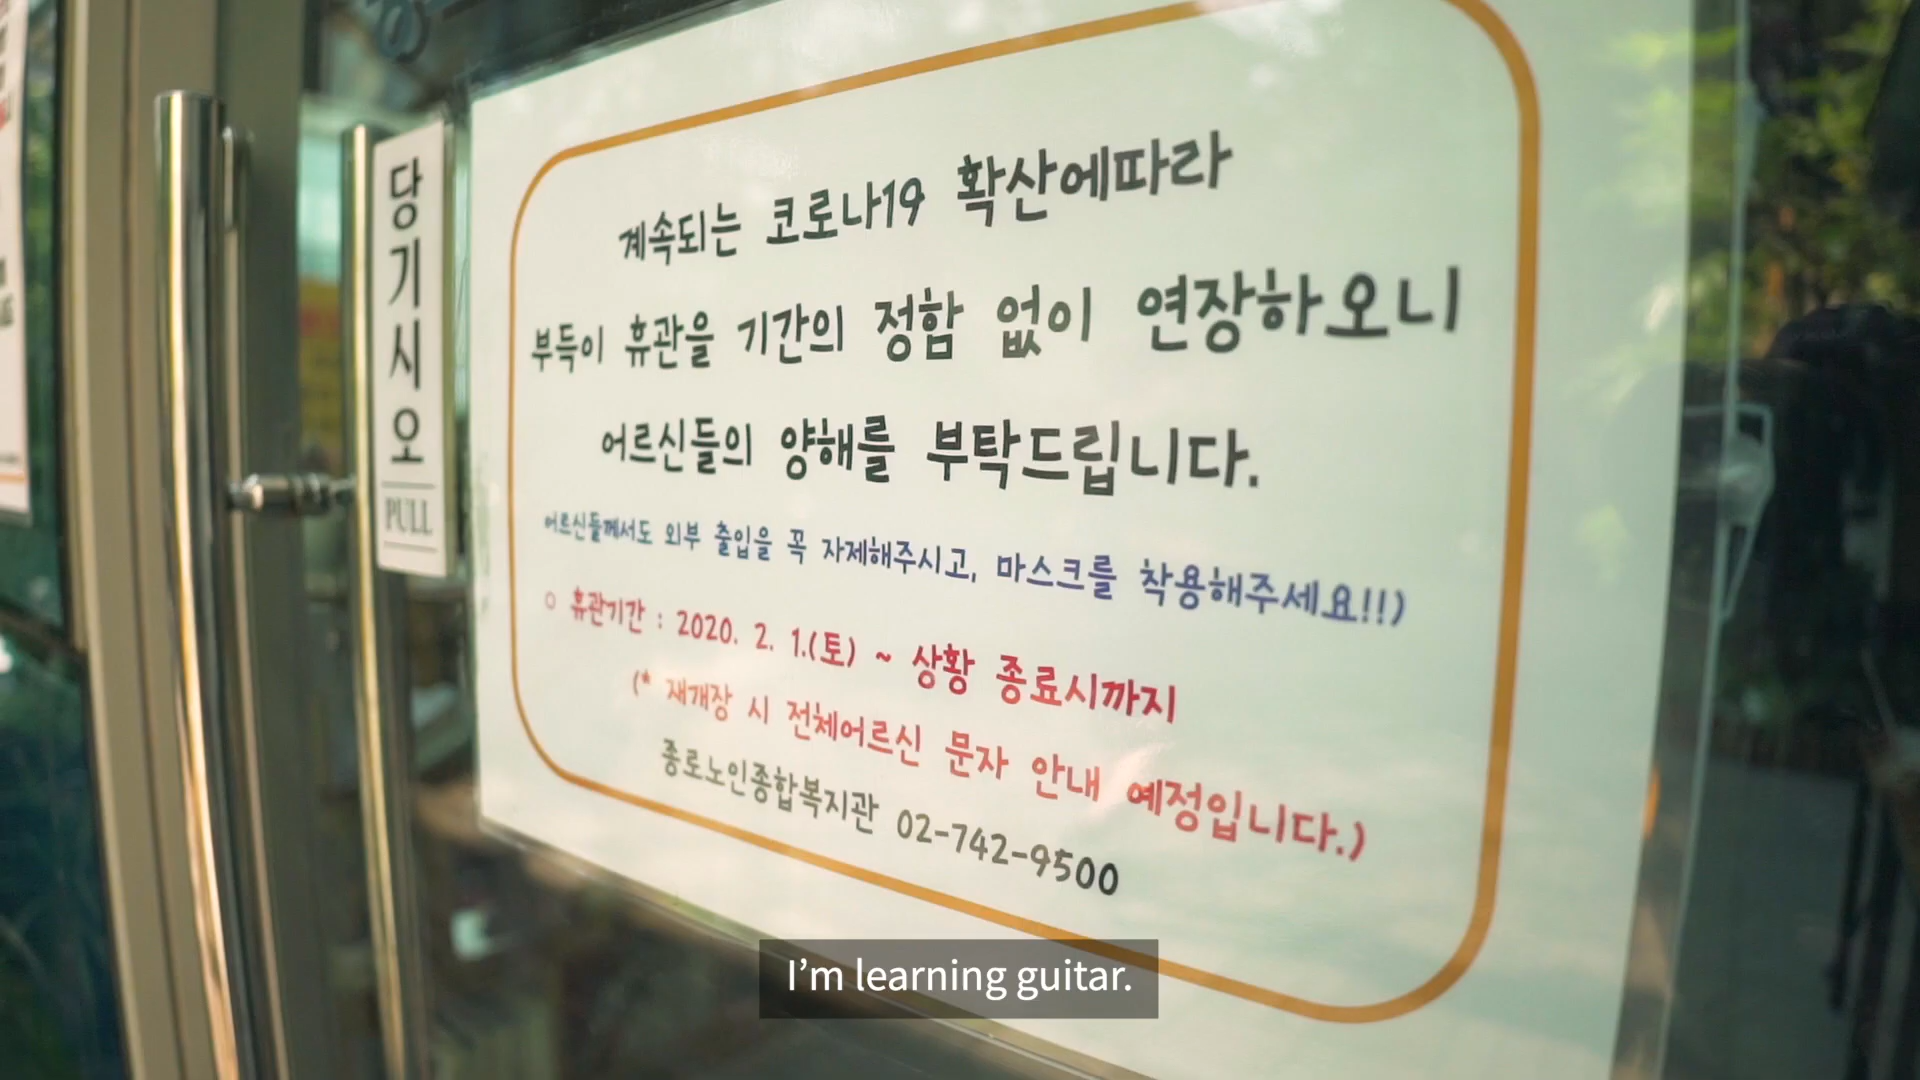 당기시오
PULL
계속되는 코로나19 확산에따라
부득이 휴관을 기간의 정함 없이 연장하오니
어르신들의 양해를 부탁드립니다.
어르신들께서도 외부 출입을 꼭 자제해주시고, 마스크를 착용해주세요!!)
○ 휴관기간 : 2020. 2. 1.(토) ~ 상황 종료시까지
(* 재개장 시 전체어르신 문자 안내 예정입니다.)
종로노인종합복지관 02-742-9500
I’m learning guitar.